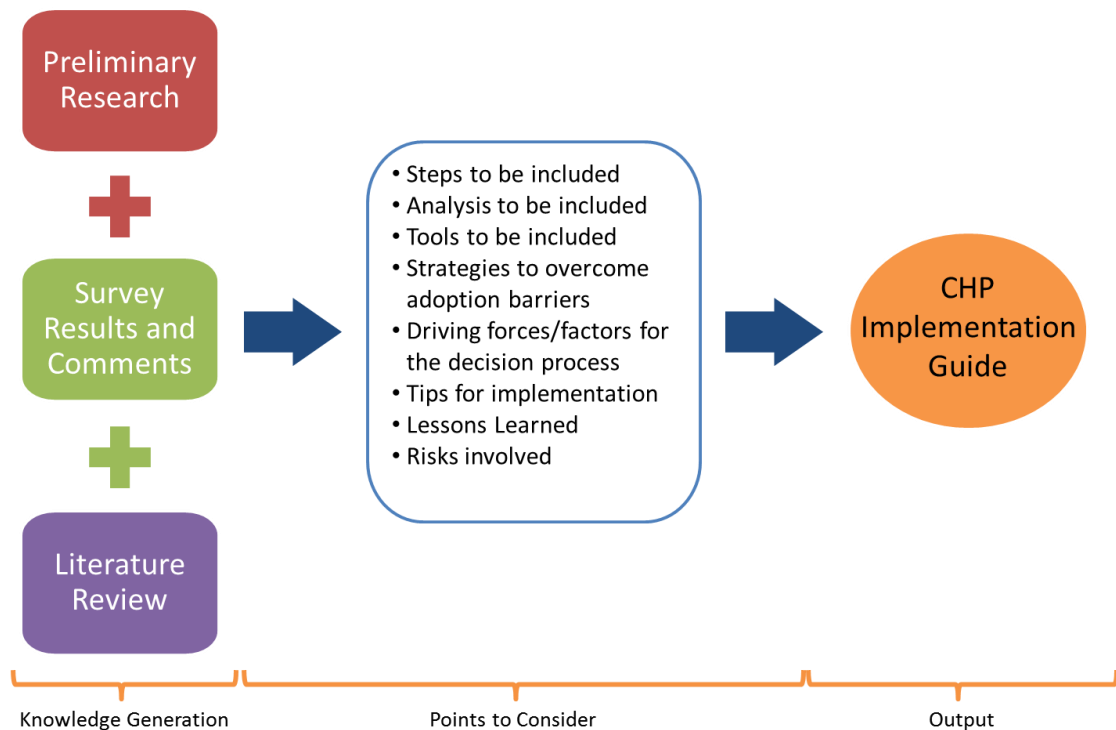 Preliminary
Research
Survey
Results and
Comments
Literature
Review
• Steps to be included
• Analysis to be included
• Tools to be included
• Strategies to overcome
adoption barriers
• Driving forces/factors for
the decision process
• Tips for implementation
• Lessons Learned
• Risks involved
CHP
Implementation
Guide
Knowledge Generation
Points to Consider
Output